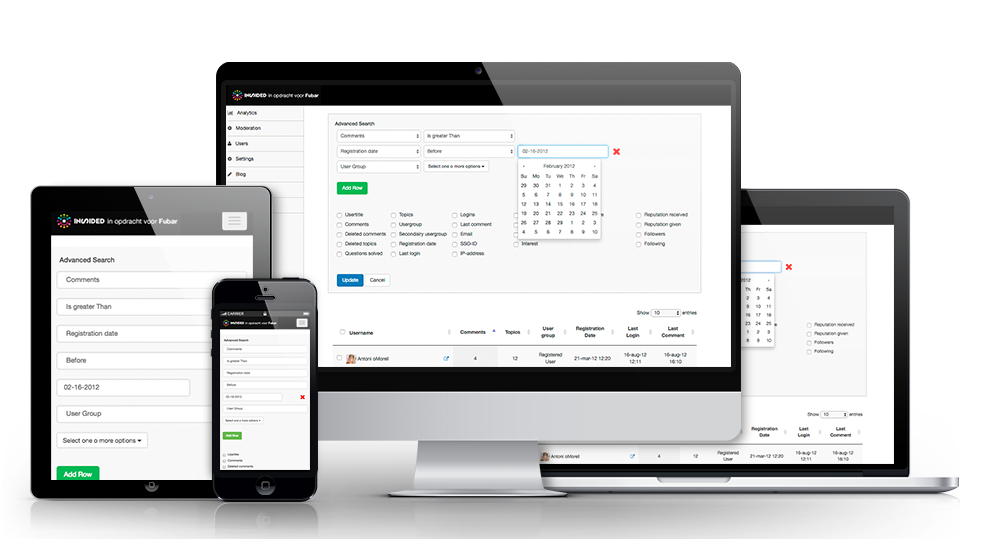 INSIDED in opdracht voor Fubar
Analytics
Moderation
Users
Settings
Blog
Advanced Search
Comments Is greater Than
Registration date Before 02-16-2012
User Group Select one o more options
Add Row
February 2012
Su Mo Tu We Th Fr Sa
29 30 31 1 2 3 4
5 6 7 8 9 10 11
12 13 14 15 16 17 18
19 20 21 22 23 24 25
26 27 28 29 1 2 3
4 5 6 7 8 9 10
Usertitle Topics Logins Reputation received
Comments Usergroup Last comment Reputation given
Deleted comments Secondary usergroup Email Followers
Deleted topics Registration date SSO-ID Interest Following
Questions solved Last login IP-address
Update Cancel
Show 10 entries
Username Comments Topics User group Registration Date Last Login Last Comment
Antoni oMorel 4 12 Registered User 21-mar-12 12:20 16-aug-12 12:11 16-aug-12 16:10
INSIDED in opdracht voor Fubar
Advanced Search
Comments
Is greater Than
Registration date
Before
02-16-2012
User Group
Select one o more options
Add Row
CARRIER
INSIDED in opdracht voor Fubar
Advanced Search
Comments
Is greater Than
Registration date
Before
02-16-2012
User Group
Select one o more options
Add Row
Usertitle
Comments
Deleted comments
2012
Th Fr Sa
2 3 4
9 10 11
16 17 18
23 24 25
1 2 3
8 9 10
Reputation received
Reputation given
Followers
Following
Show 10 entries
Registration Date Last Login Last Comment
Antoni oMorel 4 12 Registered User 21-mar-12 12:20 16-aug-12 12:11 16-aug-12 16:10